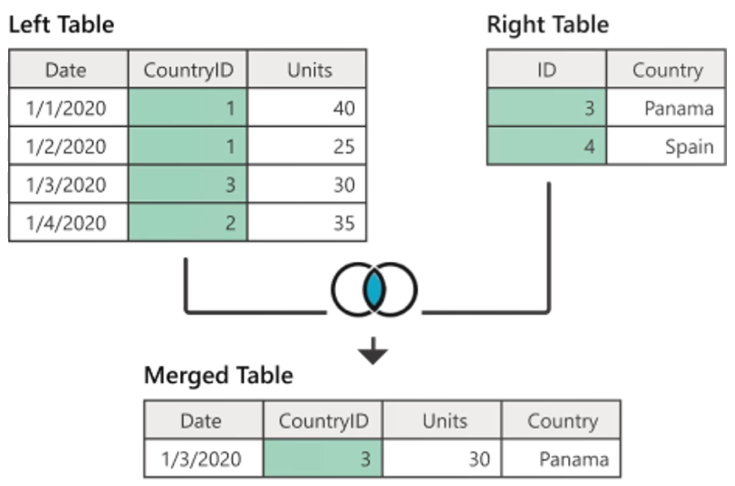 Left Table
Date CountryID Units
1/1/2020 1 40
1/2/2020 1 25
1/3/2020 3 30
1/4/2020 2 35
Right Table
ID Country
3 Panama
4 Spain
Merged Table
Date CountryID Units Country
1/3/2020 3 30 Panama